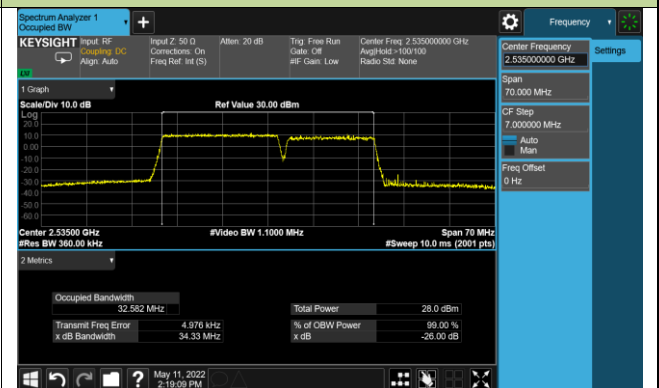 Spectrum Analyzer 1
Occupied BW
Frequency
KEYSIGHT
Input: RF
Coupling: DC
Align: Auto
Input Z: 50 Ω
Corrections: On
Freq Ref: Int (S)
Atten: 20 dB
Trig: Free Run
Gate: Off
#IF Gain: Low
Center Freq: 2.535000000 GHz
Avg|Hold:>100/100
Radio Std: None
LXI
Center Frequency
2.535000000 GHz
Settings
Span
70.000 MHz
CF Step
7.000000 MHz
Auto
Man
Freq Offset
0 Hz
1 Graph
Scale/Div 10.0 dB
Ref Value 30.00 dBm
Log
20.0
10.0
0.00
-10.0
-20.0
-30.0
-40.0
-50.0
-60.0
Center 2.53500 GHz
#Video BW 1.1000 MHz
Span 70 MHz
#Res BW 360.00 kHz
#Sweep 10.0 ms (2001 pts)
2 Metrics
Occupied Bandwidth
32.582 MHz
Total Power
28.0 dBm
Transmit Freq Error
4.976 kHz
% of OBW Power
99.00 %
x dB Bandwidth
34.33 MHz
x dB
-26.00 dB
?
May 11, 2022
2:19:09 PM